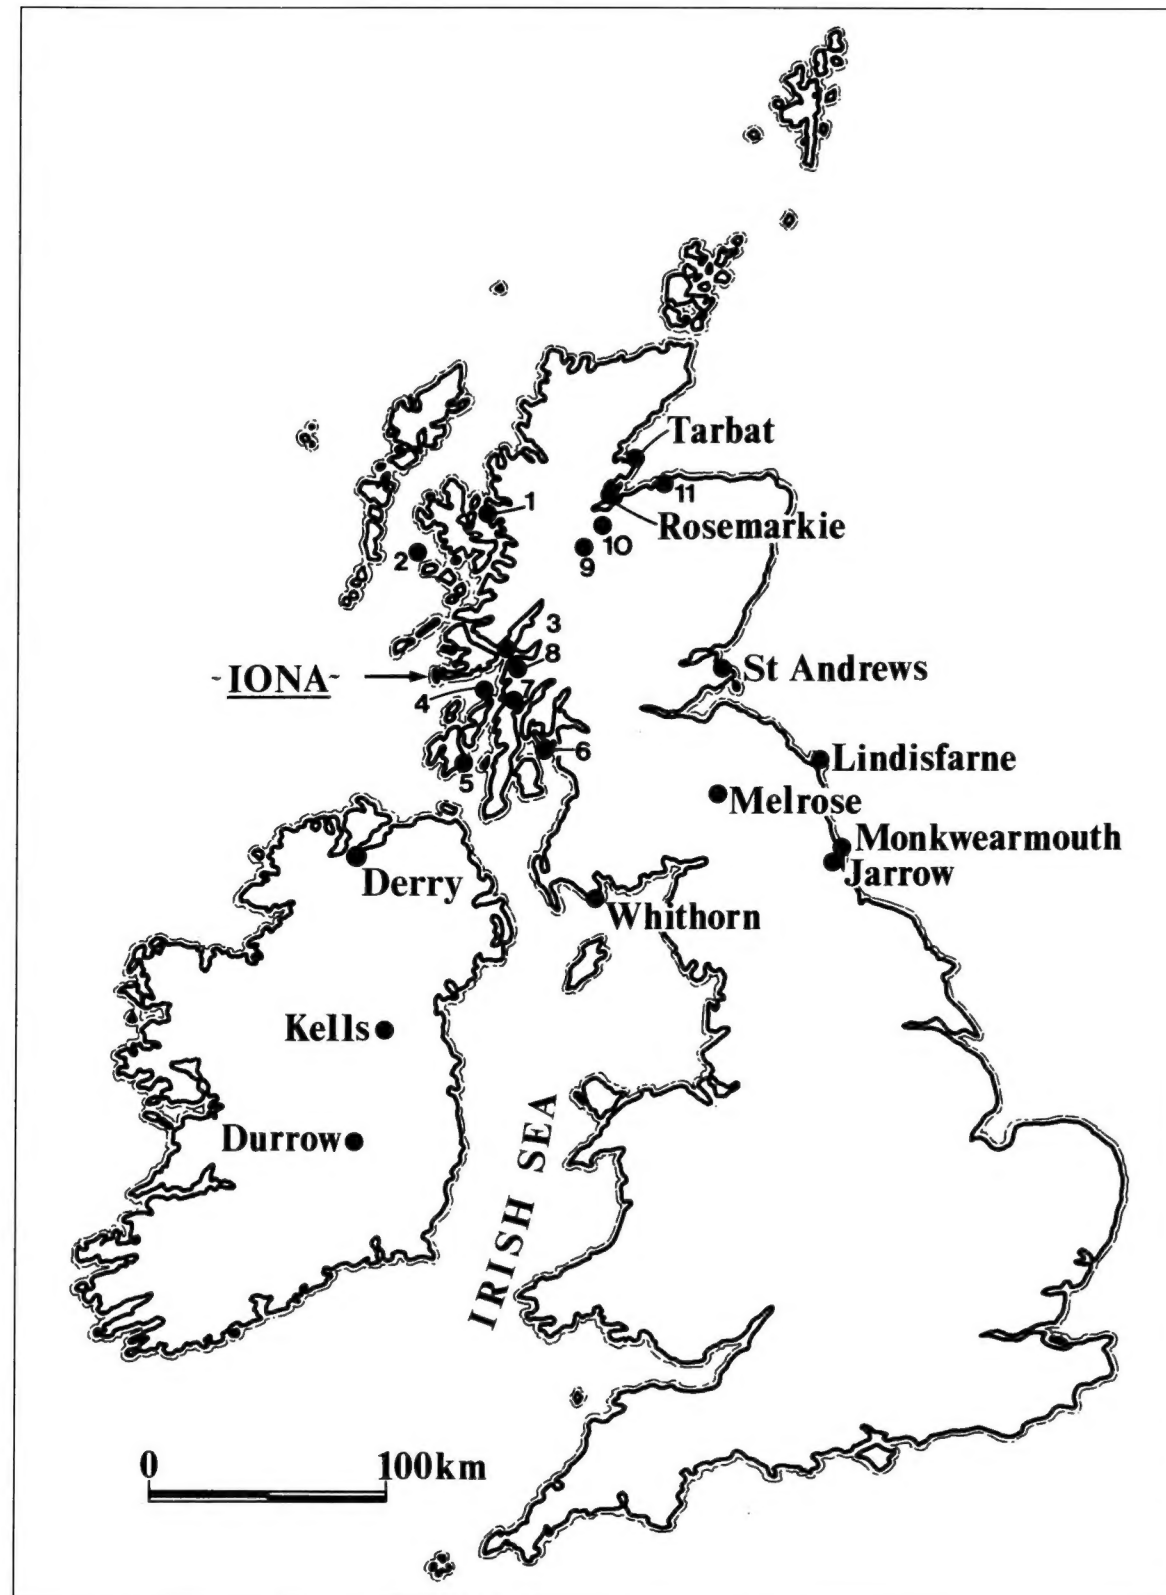 Tarbat
1
11
Rosemarkie
2
10
9
3
8
-IONA-
St Andrews
4
7
6
5
Lindisfarne
Melrose
Monkwearmouth
Jarrow
Derry
Whithorn
Kells
Durrow
IRISH SEA
0 100km